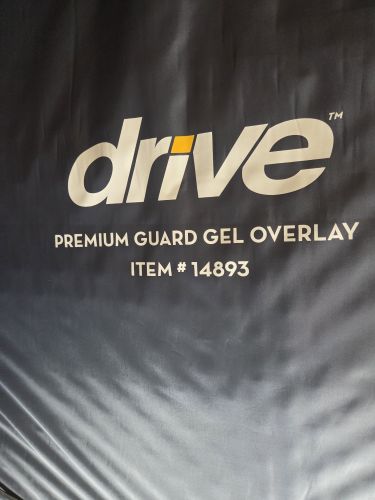 drive™
PREMIUM GUARD GEL OVERLAY
ITEM # 14893